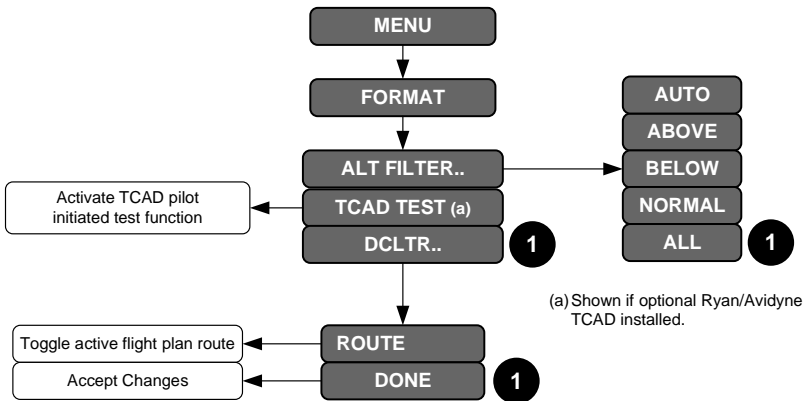 MENU
FORMAT
ALT FILTER..
TCAD TEST (a)
DCLTR..
1
Activate TCAD pilot
initiated test function
AUTO
ABOVE
BELOW
NORMAL
ALL
1
(a) Shown if optional Ryan/Avidyne
TCAD installed.
Toggle active flight plan route
ROUTE
Accept Changes
DONE
1